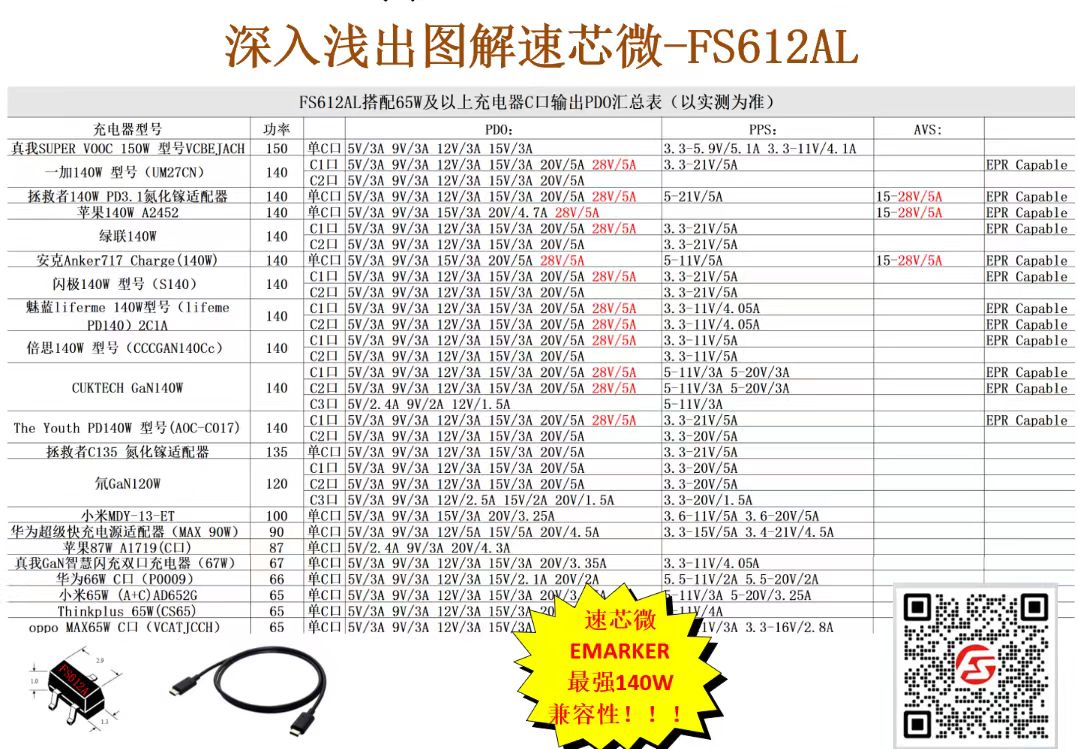 深入浅出图解速芯微-FS612AL
FS612AL搭配65W及以上充电器C口输出PDO汇总表（以实测为准）
充电器型号 功率 PDO: PPS: AVS:
真我SUPER VOOC 150W 型号VCBEJACH 150 单C口 5V/3A 9V/3A 12V/3A 15V/3A 3.3-5.9V/5.1A 3.3-11V/4.1A
一加140W 型号（UM27CN） 140 C1口 5V/3A 9V/3A 12V/3A 15V/3A 20V/5A 28V/5A 3.3-21V/5A EPR Capable
C2口 5V/3A 9V/3A 12V/3A 15V/3A 20V/5A
拯救者140W PD3.1氮化镓适配器 140 单C口 5V/3A 9V/3A 12V/3A 15V/3A 20V/5A 28V/5A 5-21V/5A 15-28V/5A EPR Capable
苹果140W A2452 140 单C口 5V/3A 9V/3A 15V/3A 20V/4.7A 28V/5A 15-28V/5A EPR Capable
绿联140W 140 C1口 5V/3A 9V/3A 12V/3A 15V/3A 20V/5A 28V/5A 3.3-21V/5A EPR Capable
C2口 5V/3A 9V/3A 12V/3A 15V/3A 20V/5A 3.3-21V/5A
安克Anker717 Charge(140W) 140 单C口 5V/3A 9V/3A 15V/3A 20V/5A 28V/5A 5-11V/5A 15-28V/5A EPR Capable
闪极140W 型号（S140） 140 C1口 5V/3A 9V/3A 12V/3A 15V/3A 20V/5A 28V/5A 3.3-21V/5A EPR Capable
C2口 5V/3A 9V/3A 12V/3A 15V/3A 20V/5A 3.3-21V/5A
魅蓝liferme 140W型号（lifeme PD140）2C1A 140 C1口 5V/3A 9V/3A 12V/3A 15V/3A 20V/5A 28V/5A 3.3-11V/4.05A EPR Capable
C2口 5V/3A 9V/3A 12V/3A 15V/3A 20V/5A 28V/5A 3.3-11V/4.05A EPR Capable
倍思140W 型号（CCCGAN140Cc） 140 C1口 5V/3A 9V/3A 12V/3A 15V/3A 20V/5A 28V/5A 3.3-11V/5A EPR Capable
C2口 5V/3A 9V/3A 12V/3A 15V/3A 20V/5A 3.3-11V/5A
CUKTECH GaN140W 140 C1口 5V/3A 9V/3A 12V/3A 15V/3A 20V/5A 28V/5A 5-11V/3A 5-20V/3A EPR Capable
C2口 5V/3A 9V/3A 12V/3A 15V/3A 20V/5A 28V/5A 5-11V/3A 5-20V/3A EPR Capable
C3口 5V/2.4A 9V/2A 12V/1.5A 5-11V/3A
The Youth PD140W 型号(AOC-C017) 140 C1口 5V/3A 9V/3A 12V/3A 15V/3A 20V/5A 28V/5A 3.3-21V/5A EPR Capable
C2口 5V/3A 9V/3A 12V/3A 15V/3A 20V/5A 3.3-20V/5A
拯救者C135 氮化镓适配器 135 单C口 5V/3A 9V/3A 12V/3A 15V/3A 20V/5A 3.3-21V/5A
氘GaN120W 120 C1口 5V/3A 9V/3A 12V/3A 15V/3A 20V/5A 3.3-20V/5A
C2口 5V/3A 9V/3A 12V/3A 15V/3A 20V/5A 3.3-20V/5A
C3口 5V/3A 9V/3A 12V/2.5A 15V/2A 20V/1.5A 3.3-20V/1.5A
小米MDY-13-ET 100 单C口 5V/3A 9V/3A 15V/3A 20V/3.25A 3.6-11V/5A 3.6-20V/5A
华为超级快充电源适配器（MAX 90W） 90 单C口 5V/3A 9V/3A 12V/5A 15V/5A 20V/4.5A 3.3-15V/5A 3.4-21V/4.5A
苹果87W A1719(C口) 87 单C口 5V/2.4A 9V/3A 20V/4.3A
真我GaN智慧闪充双口充电器（67W） 67 单C口 5V/3A 9V/3A 12V/3A 15V/3A 20V/3.35A 3.3-11V/4.05A
华为66W C口（P0009） 66 单C口 5V/3A 9V/3A 12V/3A 15V/2.1A 20V/2A 5.5-11V/2A 5.5-20V/2A
小米65W (A+C)AD652G 65 单C口 5V/3A 9V/3A 12V/3A 15V/3A 20V/3 -11V/3A 5-20V/3.25A
Thinkplus 65W(CS65) 65 单C口 5V/3A 9V/3A 12V/3A 15V/3A 20 V/4A
oppo MAX65W C口（VCATJCCH） 65 单C口 5V/3A 9V/3A 12V/3A 15V/3 V/3A 3.3-16V/2.8A
FS612A
2.9
1.0
1.3
速芯微
EMARKER
最强140W
兼容性！！！